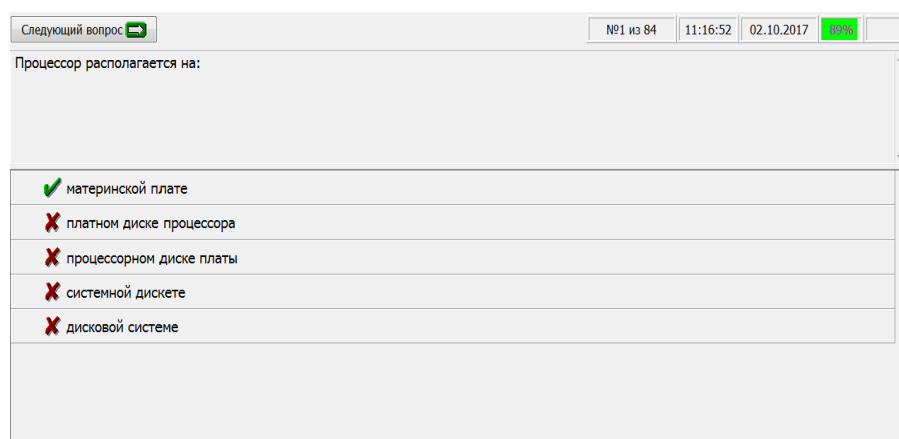 Следующий вопрос
№1 из 84 11:16:52 02.10.2017 89%
Процессор располагается на:
материнской плате
платном диске процессора
процессорном диске платы
системной дискете
дисковой системе